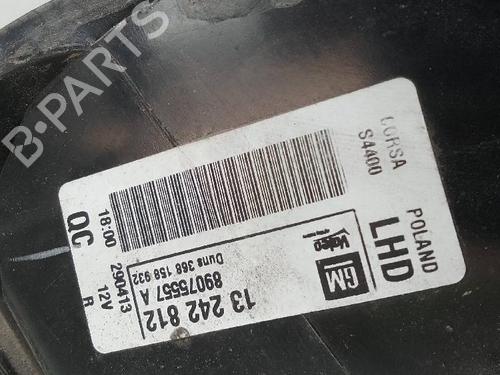 B-PARTS
CORSA
S4400
POLAND
LHD
GM
QC
18:00
290413
12V
R
Duns 368 158 932
89075557 A
13 242 812